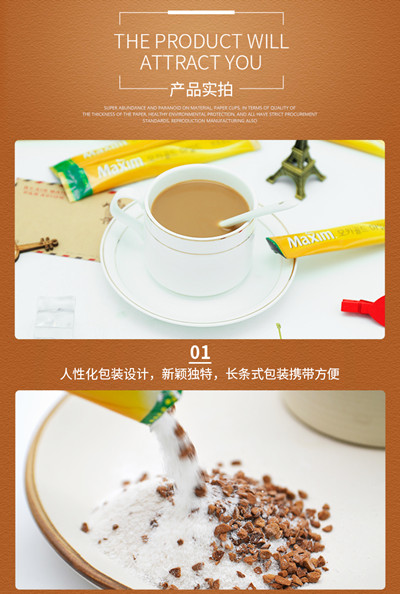 THE PRODUCT WILL
ATTRACT YOU
产品实拍
SUPER ABUNDANCE AND PARANOID ON MATERIAL, PAPER CUPS, IN TERMS OF QUALITY OF
THE THICKNESS OF THE PAPER, HEALTHY ENVIRONMENTAL PROTECTION, AND ALL HAVE STRICT PROCUREMENT
STANDARDS, REPRODUCTION MANUFACTURING ALSO
Maxim
Maxim
01
人性化包装设计，新颖独特，长条式包装携带方便